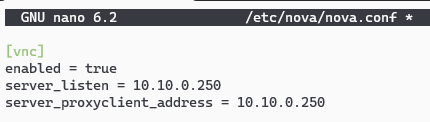 GNU nano 6.2 /etc/nova/nova.conf *
[vnc]
enabled = true
server_listen = 10.10.0.250
server_proxyclient_address = 10.10.0.250